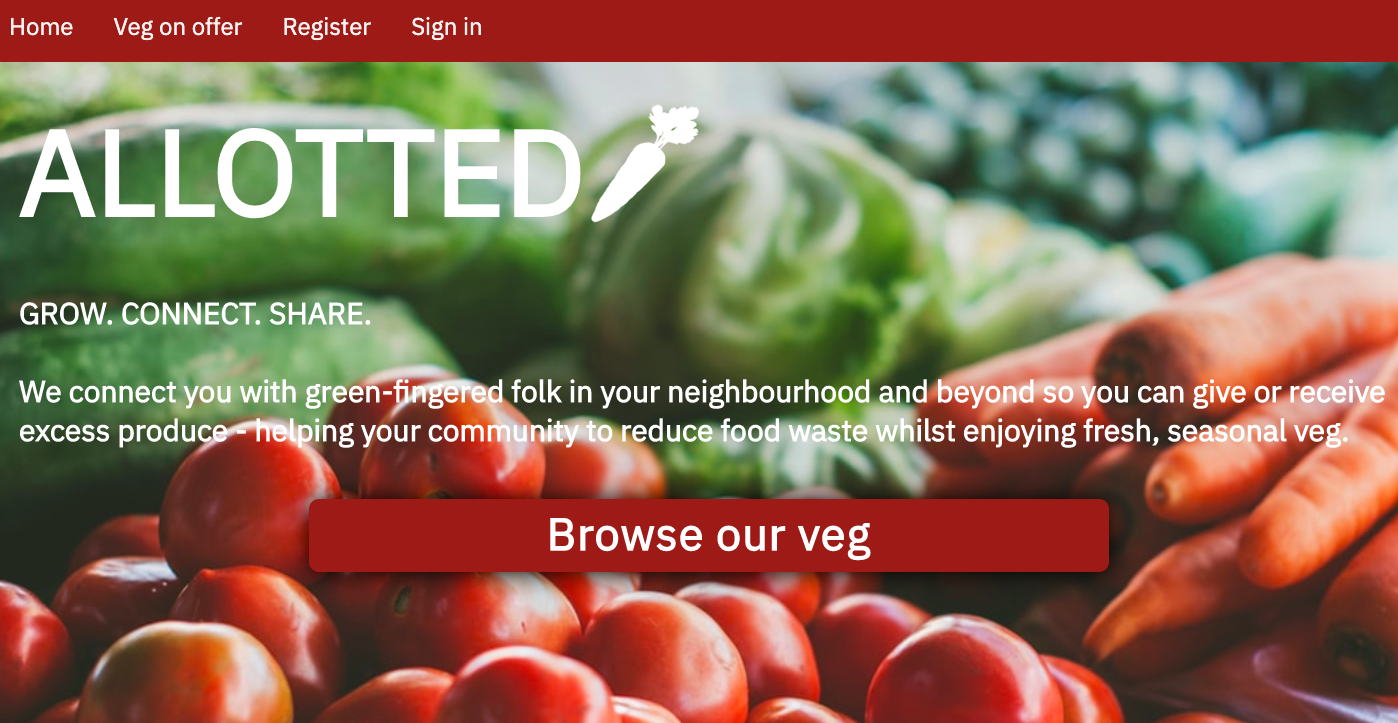 Home Veg on offer Register Sign in
ALLOTTED
GROW. CONNECT. SHARE.
We connect you with green-fingered folk in your neighbourhood and beyond so you can give or receive
excess produce - helping your community to reduce food waste whilst enjoying fresh, seasonal veg.
Browse our veg